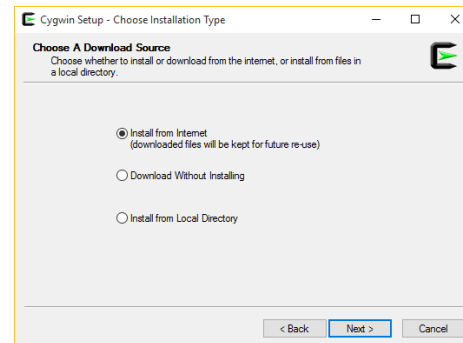 Cygwin Setup - Choose Installation Type
Choose A Download Source
Choose whether to install or download from the internet, or install from files in
a local directory.
Install from Internet
(downloaded files will be kept for future re-use)
Download Without Installing
Install from Local Directory
< Back
Next >
Cancel